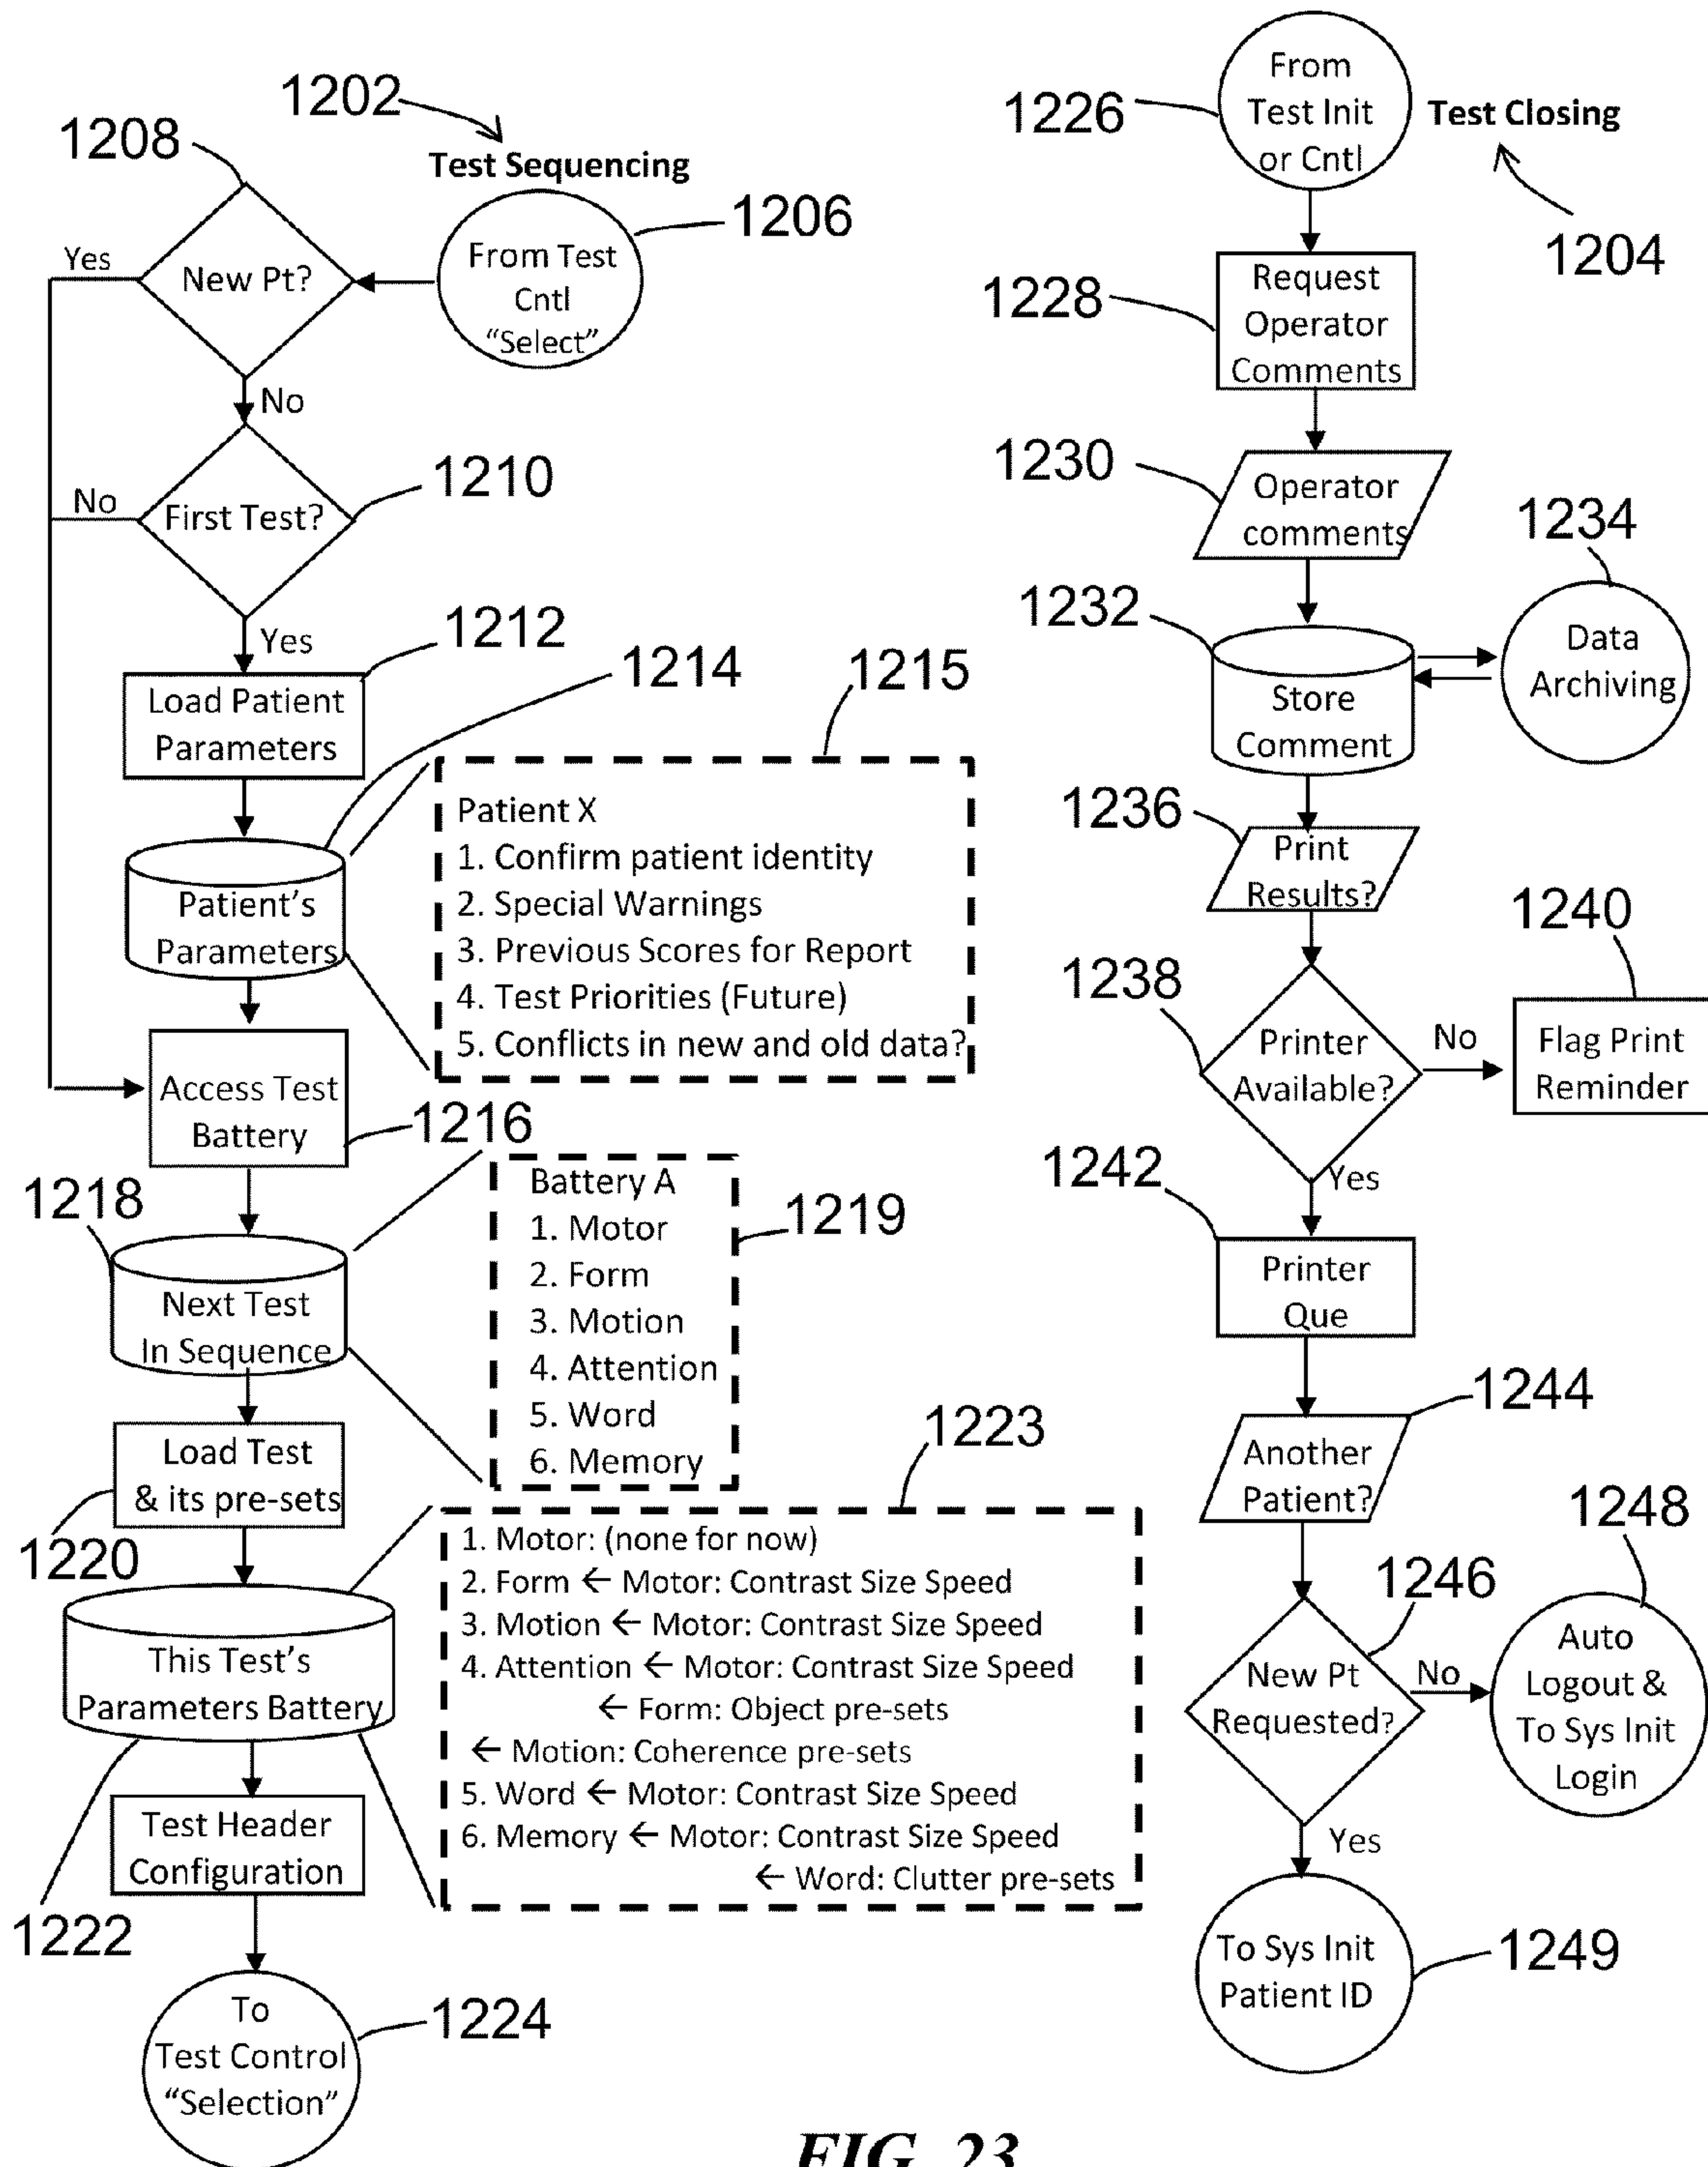 1202
Test Sequencing
1208
1206
From Test
Cntl
“Select”
New Pt?
Yes
No
1210
First Test?
No
Yes
1212
Load Patient
Parameters
1214
1215
Patient’s
Parameters
Patient X
1. Confirm patient identity
2. Special Warnings
3. Previous Scores for Report
4. Test Priorities (Future)
5. Conflicts in new and old data?
Access Test
Battery
1216
1218
Next Test
In Sequence
Battery A
1. Motor
2. Form
3. Motion
4. Attention
5. Word
6. Memory
1219
Load Test
& its pre-sets
1220
1223
This Test’s
Parameters Battery
1222
1. Motor: (none for now)
2. Form ← Motor: Contrast Size Speed
3. Motion ← Motor: Contrast Size Speed
4. Attention ← Motor: Contrast Size Speed
← Form: Object pre-sets
← Motion: Coherence pre-sets
5. Word ← Motor: Contrast Size Speed
6. Memory ← Motor: Contrast Size Speed
← Word: Clutter pre-sets
Test Header
Configuration
To
Test Control
“Selection”
1224
1226
From
Test Init
or Cntl
Test Closing
1204
1228
Request
Operator
Comments
1230
Operator
comments
1232
Store
Comment
1234
Data
Archiving
1236
Print
Results?
1238
Printer
Available?
No
1240
Flag Print
Reminder
Yes
1242
Printer
Que
1244
Another
Patient?
1246
New Pt
Requested?
No
1248
Auto
Logout &
To Sys Init
Login
Yes
To Sys Init
Patient ID
1249
FIG. 23